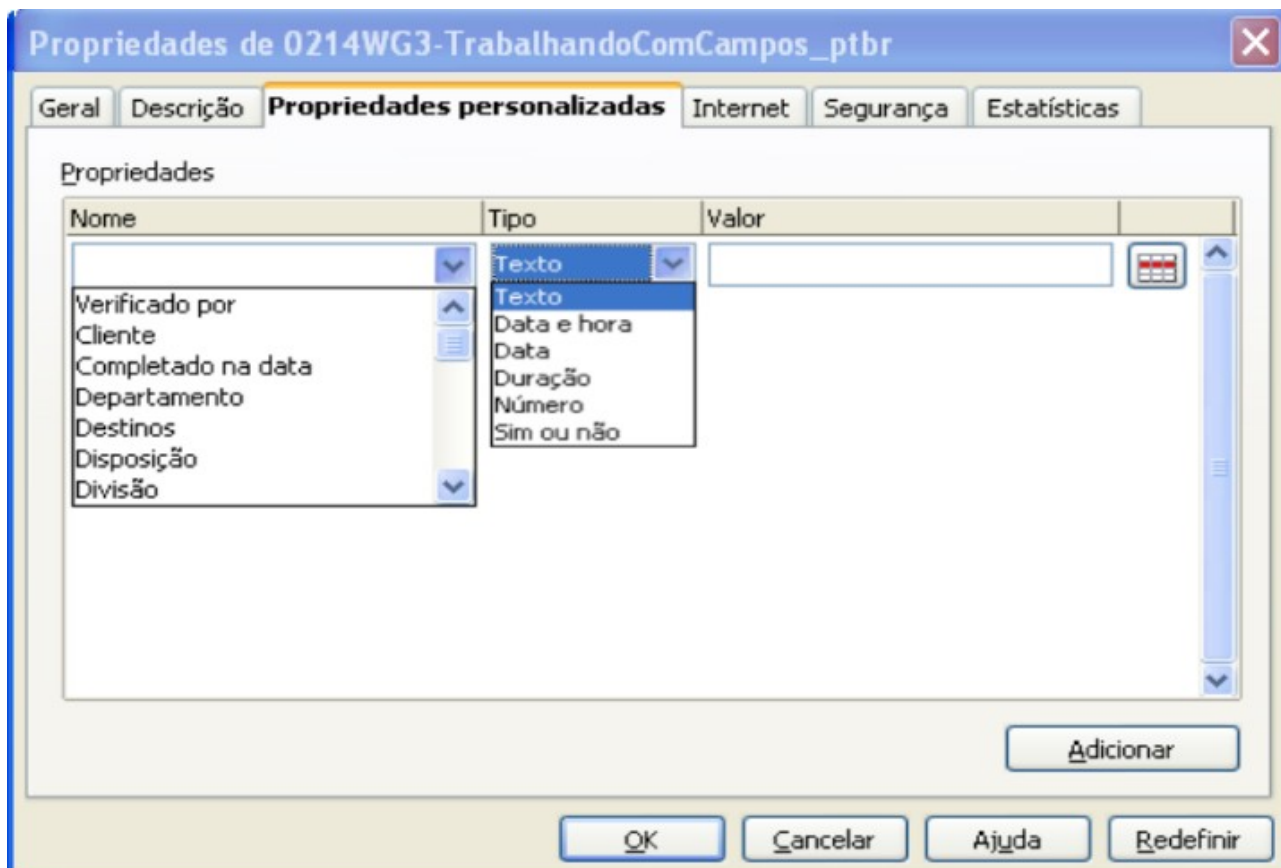 Propriedades de 0214WG3-TrabalhandoComCampos_ptbr
Geral Descrição Propriedades personalizadas Internet Segurança Estatísticas
Propriedades
Nome Tipo Valor
Texto
Verificado por
Cliente
Completado na data
Departamento
Destinos
Disposição
Divisão
Texto
Data e hora
Data
Duração
Número
Sim ou não
Adicionar
OK Cancelar Ajuda Redefinir